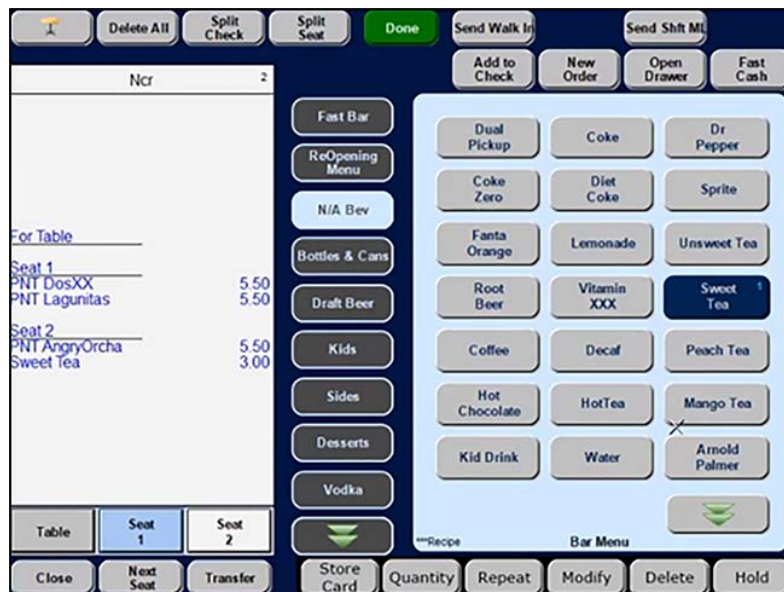 Delete All
Split
Check
Split
Seat
Done
Send Walk In
Send Shft ML
Add to
Check
New
Order
Open
Drawer
Fast
Cash
Ncr 2
For Table
Seat 1
PNT DosXX 5.50
PNT Lagunitas 5.50
Seat 2
PNT AngryOrcha 5.50
Sweet Tea 3.00
Fast Bar
ReOpening
Menu
N/A Bev
Bottles & Cans
Draft Beer
Kids
Sides
Desserts
Vodka
Dual
Pickup
Coke
Dr
Pepper
Coke
Zero
Diet
Coke
Sprite
Fanta
Orange
Lemonade
Unsweet Tea
Root
Beer
Vitamin
XXX
Sweet 1
Tea
Coffee
Decaf
Peach Tea
Hot
Chocolate
HotTea
Mango Tea
Kid Drink
Water
Arnold
Palmer
***Recipe
Bar Menu
Table
Seat
1
Seat
2
Close
Next
Seat
Transfer
Store
Card
Quantity
Repeat
Modify
Delete
Hold